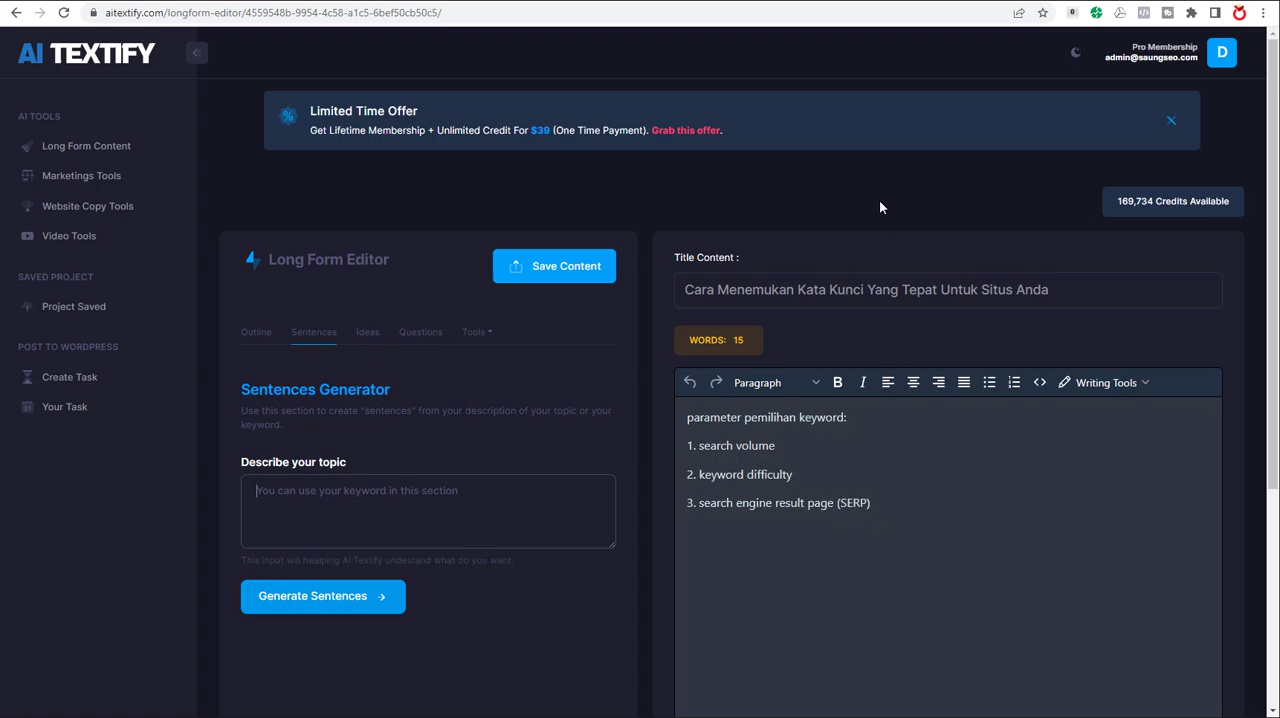 aitextify.com/longform-editor/4559548b-9954-4c58-a1c5-6bef50cb50c5/
AI TEXTIFY
Pro Membership
admin@saungseo.com
D
Limited Time Offer
Get Lifetime Membership + Unlimited Credit For $39 (One Time Payment). Grab this offer.
169,734 Credits Available
AI TOOLS
Long Form Content
Marketings Tools
Website Copy Tools
Video Tools
SAVED PROJECT
Project Saved
POST TO WORDPRESS
Create Task
Your Task
Long Form Editor
Save Content
Outline Sentences Ideas Questions Tools
Sentences Generator
Use this section to create "sentences" from your description of your topic or your
keyword.
Describe your topic
You can use your keyword in this section
This input will healping Ai Textify undestand what do you want.
Generate Sentences
Title Content :
Cara Menemukan Kata Kunci Yang Tepat Untuk Situs Anda
WORDS: 15
Paragraph B I Writing Tools
parameter pemilihan keyword:
1. search volume
2. keyword difficulty
3. search engine result page (SERP)